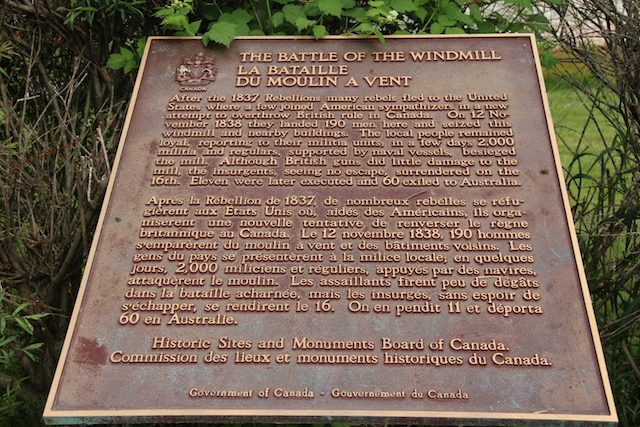 THE BATTLE OF THE WINDMILL
LA BATAILLE
DU MOULIN A VENT
CANADA
After the 1837 Rebellions many rebels fled to the United
States where a few joined American sympathizers in a new
attempt to overthrow British rule in Canada. On 12 No-
vember 1838 they landed 190 men here and seized this
windmill and nearby buildings. The local people remained
loyal, reporting to their militia units; in a few days 2,000
militia and regulars, supported by naval vessels, besieged
the mill. Although British guns did little damage to the
mill, the insurgents, seeing no escape, surrendered on the
16th. Eleven were later executed and 60 exiled to Australia.
Après la Rébellion de 1837, de nombreux rebelles se réfu-
gièrent aux États Unis où, aidés des Américains, ils orga-
nisèrent une nouvelle tentative de renverser le règne
britannique au Canada. Le 12 novembre 1838, 190 hommes
s'emparèrent du moulin à vent et des bâtiments voisins. Les
gens du pays se présentèrent à la milice locale; en quelques
jours, 2,000 miliciens et réguliers, appuyés par des navires,
attaquèrent le moulin. Les assaillants firent peu de dégâts
dans la bataille acharnée, mais les insurgés, sans espoir de
s'échapper, se rendirent le 16. On en pendit 11 et déporta
60 en Australie.
Historic Sites and Monuments Board of Canada.
Commission des lieux et monuments historiques du Canada.
Government of Canada - Gouvernement du Canada